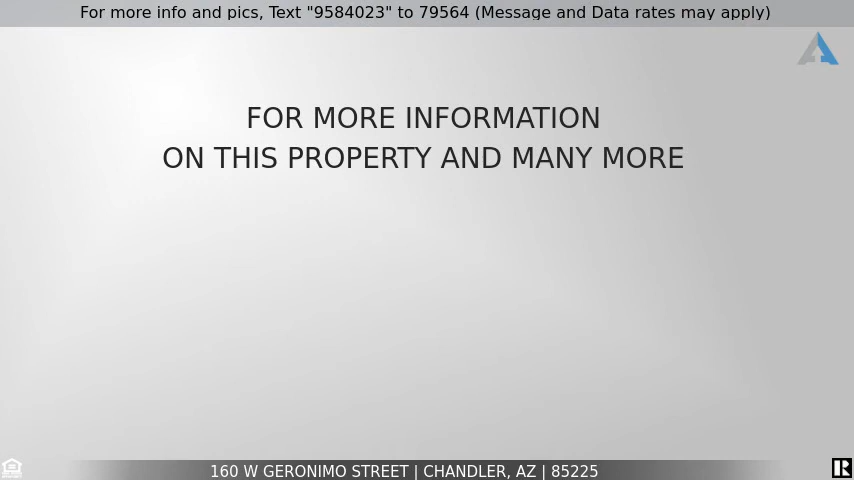 For more info and pics, Text "9584023" to 79564 (Message and Data rates may apply)
FOR MORE INFORMATION
ON THIS PROPERTY AND MANY MORE
160 W GERONIMO STREET | CHANDLER, AZ | 85225